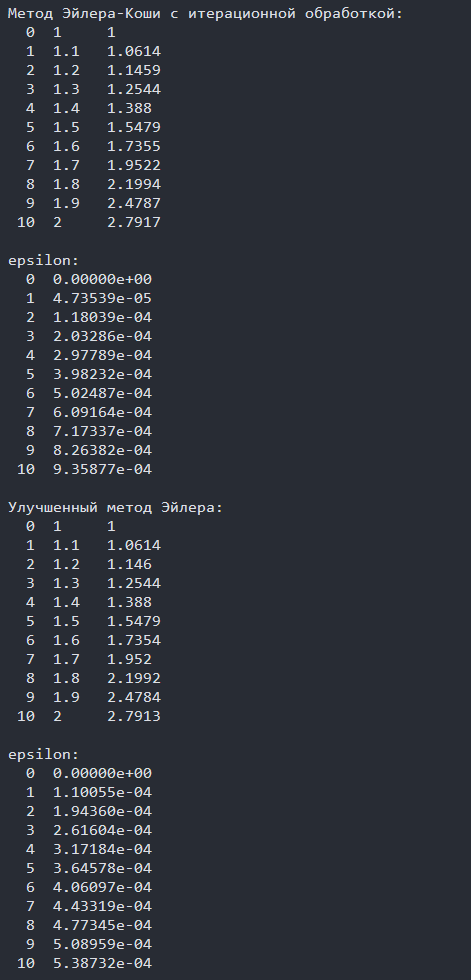 Метод Эйлера-Коши с итерационной обработкой:
0 1 1
1 1.1 1.0614
2 1.2 1.1459
3 1.3 1.2544
4 1.4 1.388
5 1.5 1.5479
6 1.6 1.7355
7 1.7 1.9522
8 1.8 2.1994
9 1.9 2.4787
10 2 2.7917
epsilon:
0 0.00000e+00
1 4.73539e-05
2 1.18039e-04
3 2.03286e-04
4 2.97789e-04
5 3.98232e-04
6 5.02487e-04
7 6.09164e-04
8 7.17337e-04
9 8.26382e-04
10 9.35877e-04
Улучшенный метод Эйлера:
0 1 1
1 1.1 1.0614
2 1.2 1.146
3 1.3 1.2544
4 1.4 1.388
5 1.5 1.5479
6 1.6 1.7354
7 1.7 1.952
8 1.8 2.1992
9 1.9 2.4784
10 2 2.7913
epsilon:
0 0.00000e+00
1 1.10055e-04
2 1.94360e-04
3 2.61604e-04
4 3.17184e-04
5 3.64578e-04
6 4.06097e-04
7 4.43319e-04
8 4.77345e-04
9 5.08959e-04
10 5.38732e-04